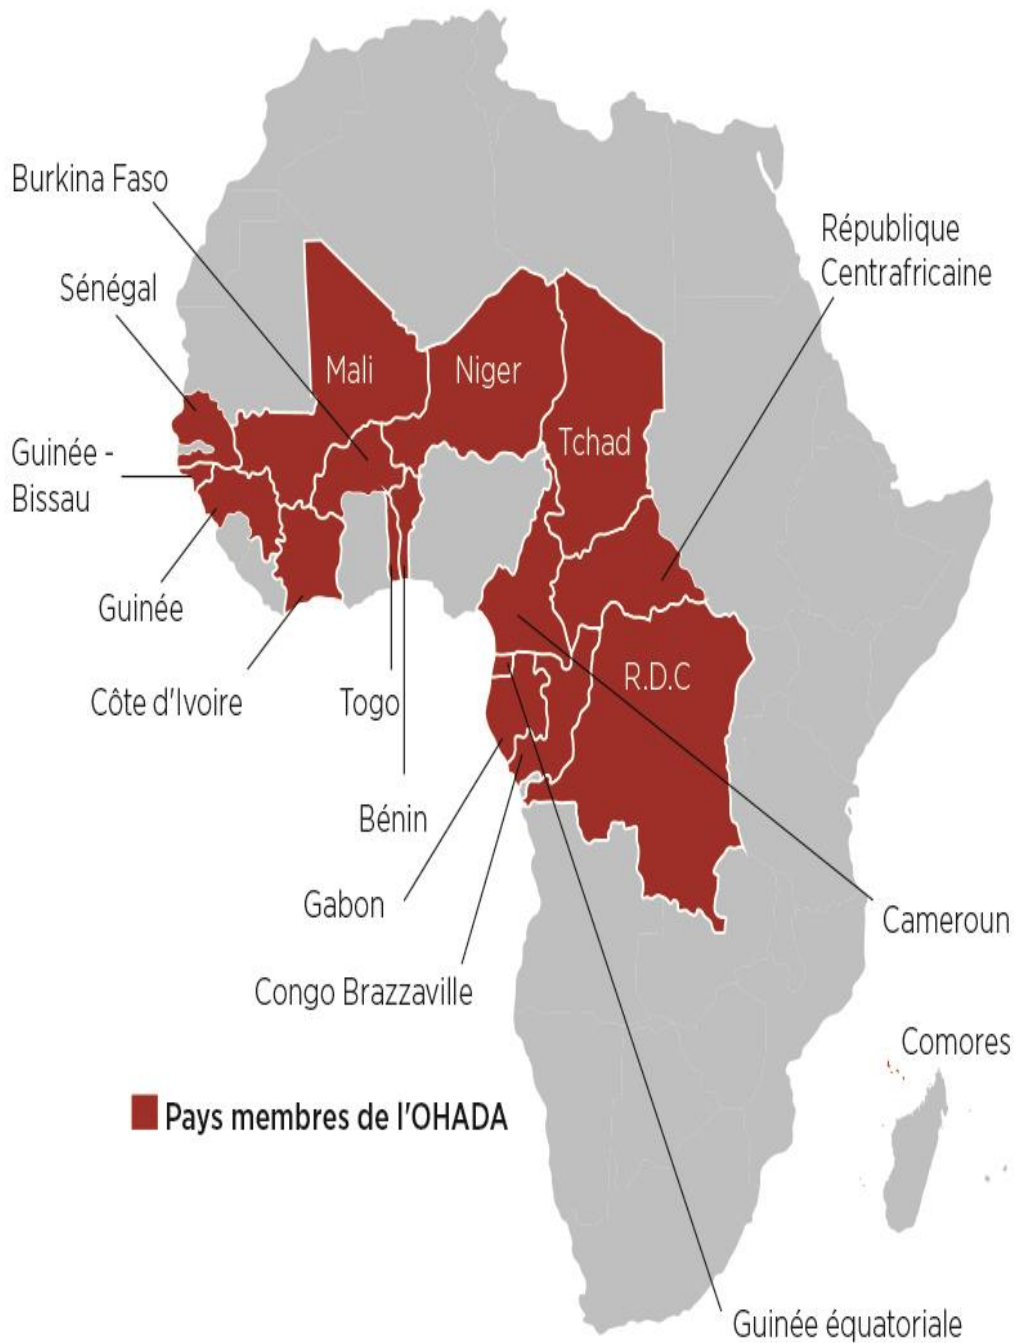 Burkina Faso
République
Centrafricaine
Sénégal
Mali
Niger
Tchad
Guinée -
Bissau
Guinée
Côte d'Ivoire
Togo
R.D.C
Bénin
Gabon
Cameroun
Congo Brazzaville
Comores
Pays membres de l'OHADA
Guinée équatoriale